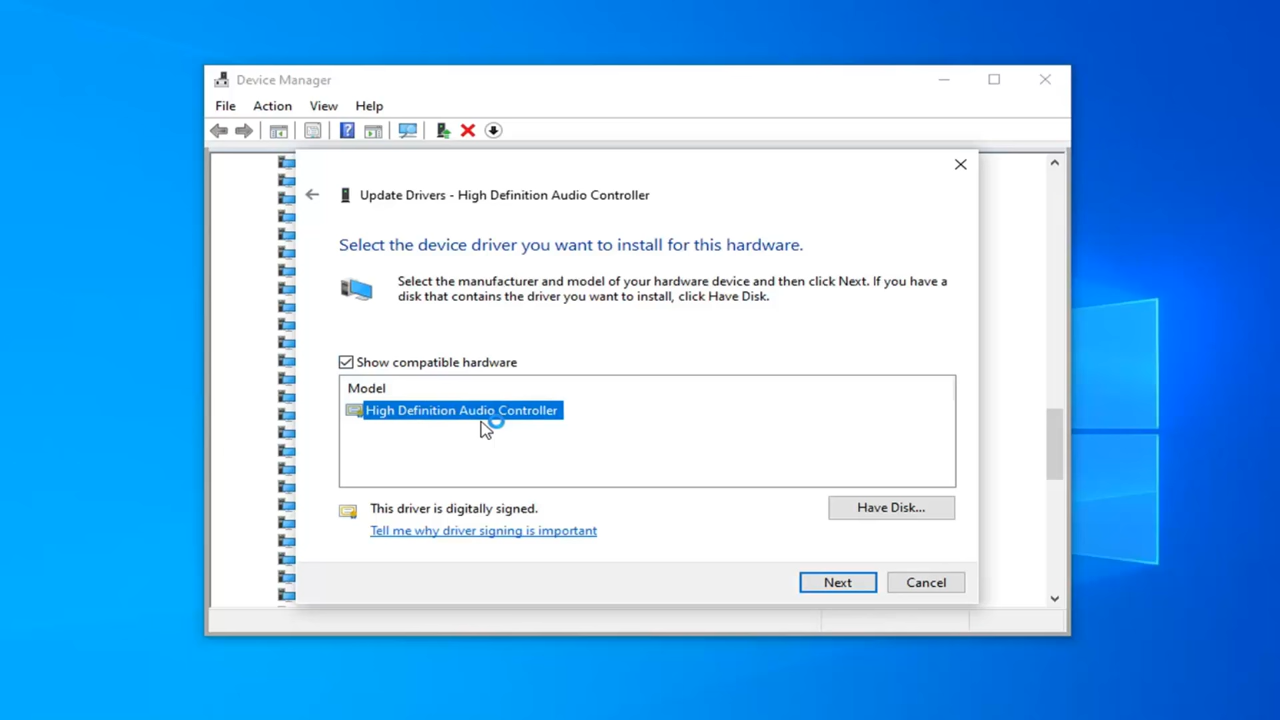 Device Manager
File Action View Help
Update Drivers - High Definition Audio Controller
Select the device driver you want to install for this hardware.
Select the manufacturer and model of your hardware device and then click Next. If you have a
disk that contains the driver you want to install, click Have Disk.
Show compatible hardware
Model
High Definition Audio Controller
This driver is digitally signed.
Have Disk...
Tell me why driver signing is important
Next Cancel